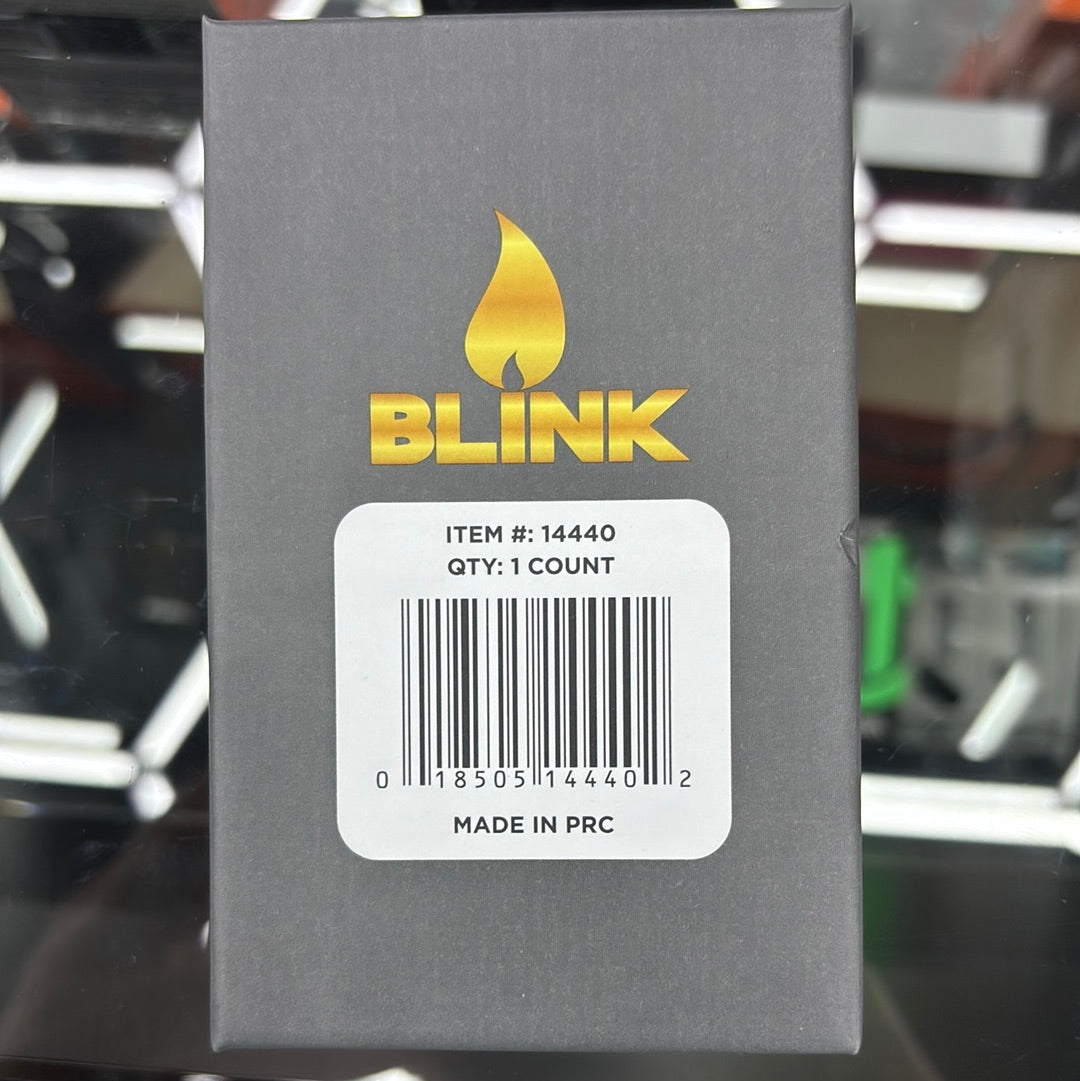 BLINK
ITEM #: 14440
QTY: 1 COUNT
0 18505 14440 2
MADE IN PRC